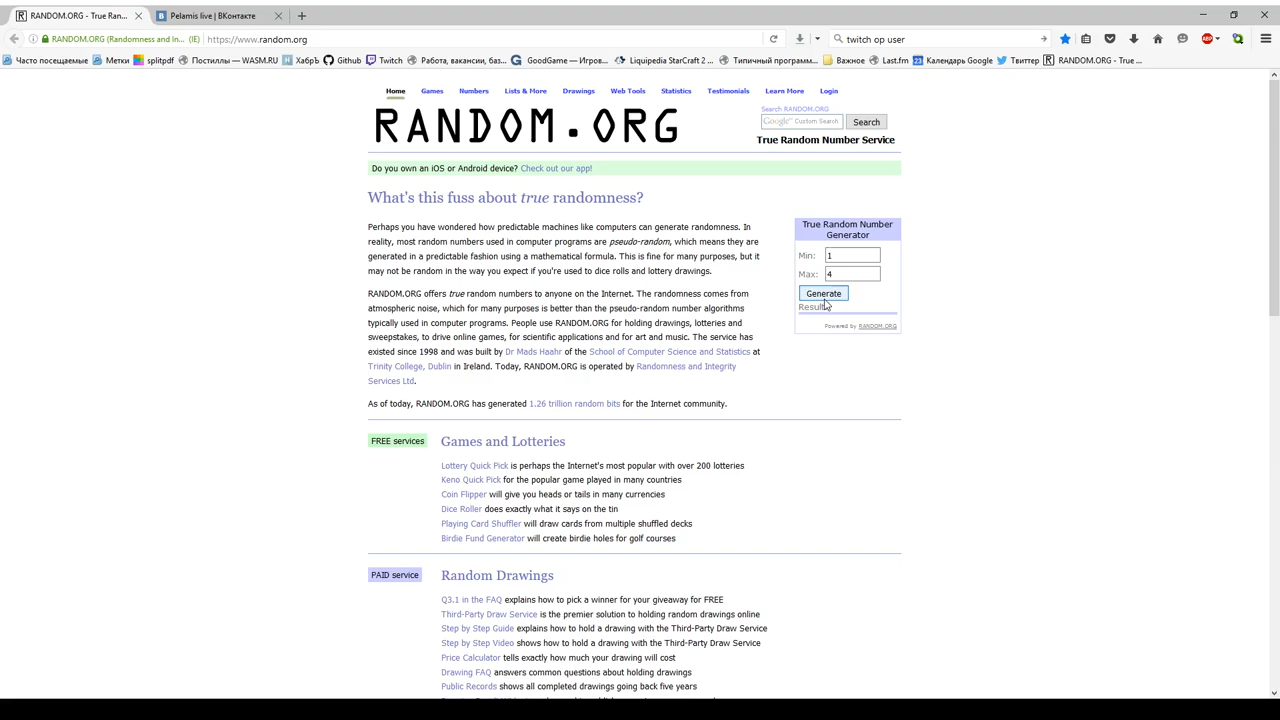 RANDOM.ORG - True Ran...
Pelamis live | ВКонтакте
RANDOM.ORG (Randomness and In... (IE)
https://www.random.org
twitch op user
Часто посещаемые
Метки
splitpdf
Постиллы — WASM.RU
ХабрЪ
Github
Twitch
Работа, вакансии, баз...
GoodGame — Игров...
Liquipedia StarCraft 2 ...
Типичный программ...
Важное
Last.fm
Календарь Google
Твиттер
RANDOM.ORG - True ...
Home Games Numbers Lists & More Drawings Web Tools Statistics Testimonials Learn More Login
Search RANDOM.ORG
Google™ Custom Search
Search
RANDOM.ORG
True Random Number Service
Do you own an iOS or Android device? Check out our app!
What's this fuss about true randomness?
Perhaps you have wondered how predictable machines like computers can generate randomness. In
reality, most random numbers used in computer programs are pseudo-random, which means they are
generated in a predictable fashion using a mathematical formula. This is fine for many purposes, but it
may not be random in the way you expect if you're used to dice rolls and lottery drawings.
RANDOM.ORG offers true random numbers to anyone on the Internet. The randomness comes from
atmospheric noise, which for many purposes is better than the pseudo-random number algorithms
typically used in computer programs. People use RANDOM.ORG for holding drawings, lotteries and
sweepstakes, to drive online games, for scientific applications and for art and music. The service has
existed since 1998 and was built by Dr Mads Haahr of the School of Computer Science and Statistics at
Trinity College, Dublin in Ireland. Today, RANDOM.ORG is operated by Randomness and Integrity
Services Ltd.
As of today, RANDOM.ORG has generated 1.26 trillion random bits for the Internet community.
True Random Number
Generator
Min: 1
Max: 4
Generate
Result:
Powered by RANDOM.ORG
FREE services
Games and Lotteries
Lottery Quick Pick is perhaps the Internet's most popular with over 200 lotteries
Keno Quick Pick for the popular game played in many countries
Coin Flipper will give you heads or tails in many currencies
Dice Roller does exactly what it says on the tin
Playing Card Shuffler will draw cards from multiple shuffled decks
Birdie Fund Generator will create birdie holes for golf courses
PAID service
Random Drawings
Q3.1 in the FAQ explains how to pick a winner for your giveaway for FREE
Third-Party Draw Service is the premier solution to holding random drawings online
Step by Step Guide explains how to hold a drawing with the Third-Party Draw Service
Step by Step Video shows how to hold a drawing with the Third-Party Draw Service
Price Calculator tells exactly how much your drawing will cost
Drawing FAQ answers common questions about holding drawings
Public Records shows all completed drawings going back five years